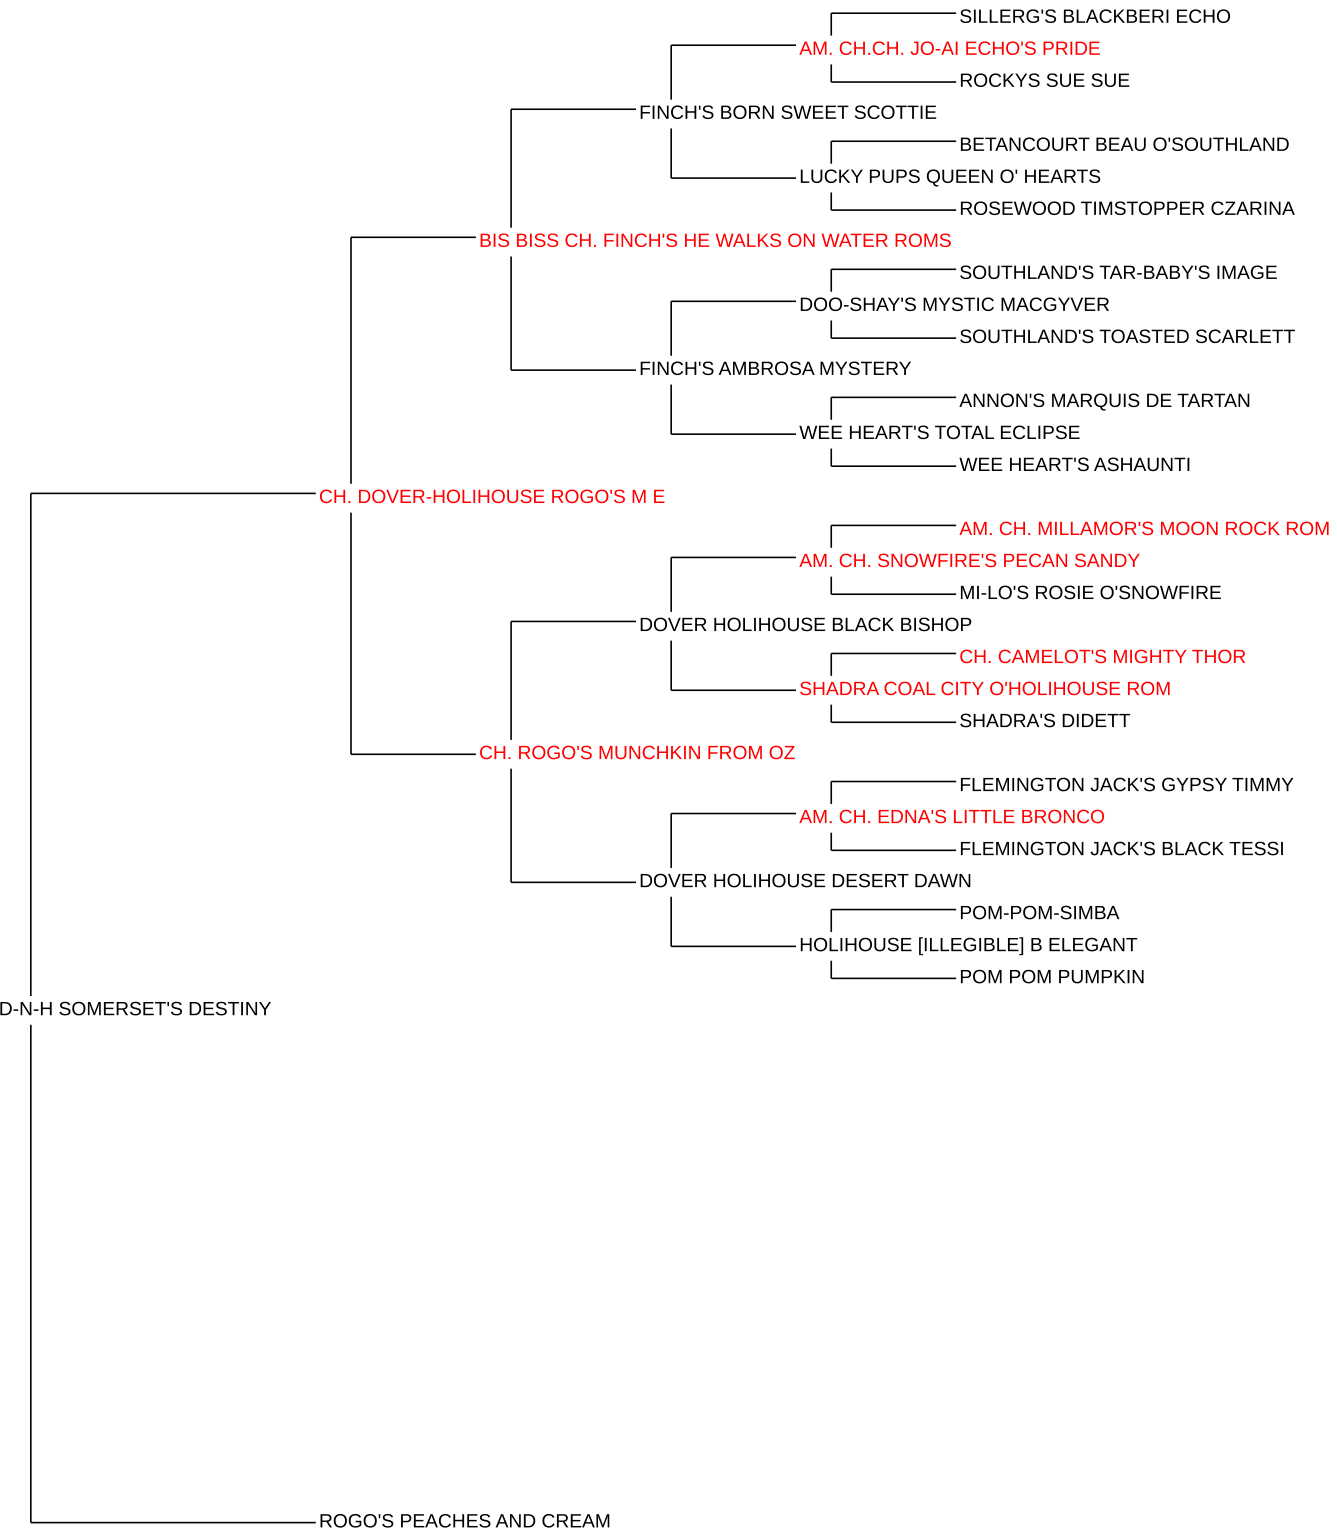 SILLERG'S BLACKBERI ECHO
AM. CH.CH. JO-AI ECHO'S PRIDE
ROCKYS SUE SUE
FINCH'S BORN SWEET SCOTTIE
BETANCOURT BEAU O'SOUTHLAND
LUCKY PUPS QUEEN O' HEARTS
ROSEWOOD TIMSTOPPER CZARINA
BIS BISS CH. FINCH'S HE WALKS ON WATER ROMS
SOUTHLAND'S TAR-BABY'S IMAGE
DOO-SHAY'S MYSTIC MACGYVER
SOUTHLAND'S TOASTED SCARLETT
FINCH'S AMBROSA MYSTERY
ANNON'S MARQUIS DE TARTAN
WEE HEART'S TOTAL ECLIPSE
WEE HEART'S ASHAUNTI
CH. DOVER-HOLIHOUSE ROGO'S M E
AM. CH. MILLAMOR'S MOON ROCK ROM
AM. CH. SNOWFIRE'S PECAN SANDY
MI-LO'S ROSIE O'SNOWFIRE
DOVER HOLIHOUSE BLACK BISHOP
CH. CAMELOT'S MIGHTY THOR
SHADRA COAL CITY O'HOLIHOUSE ROM
SHADRA'S DIDETT
CH. ROGO'S MUNCHKIN FROM OZ
FLEMINGTON JACK'S GYPSY TIMMY
AM. CH. EDNA'S LITTLE BRONCO
FLEMINGTON JACK'S BLACK TESSI
DOVER HOLIHOUSE DESERT DAWN
POM-POM-SIMBA
HOLIHOUSE [ILLEGIBLE] B ELEGANT
POM POM PUMPKIN
D-N-H SOMERSET'S DESTINY
ROGO'S PEACHES AND CREAM